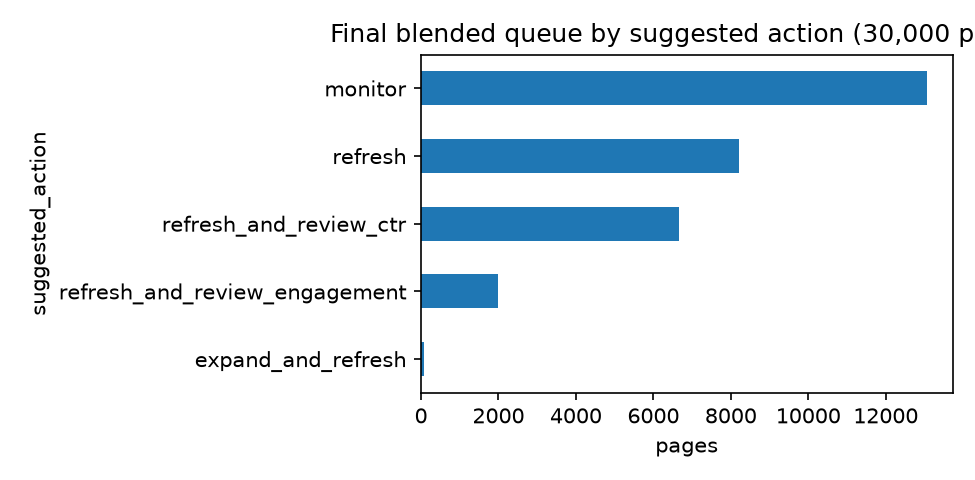 Final blended queue by suggested action (30,000 p
monitor
refresh
refresh_and_review_ctr
refresh_and_review_engagement
expand_and_refresh
suggested_action
0 2000 4000 6000 8000 10000 12000
pages